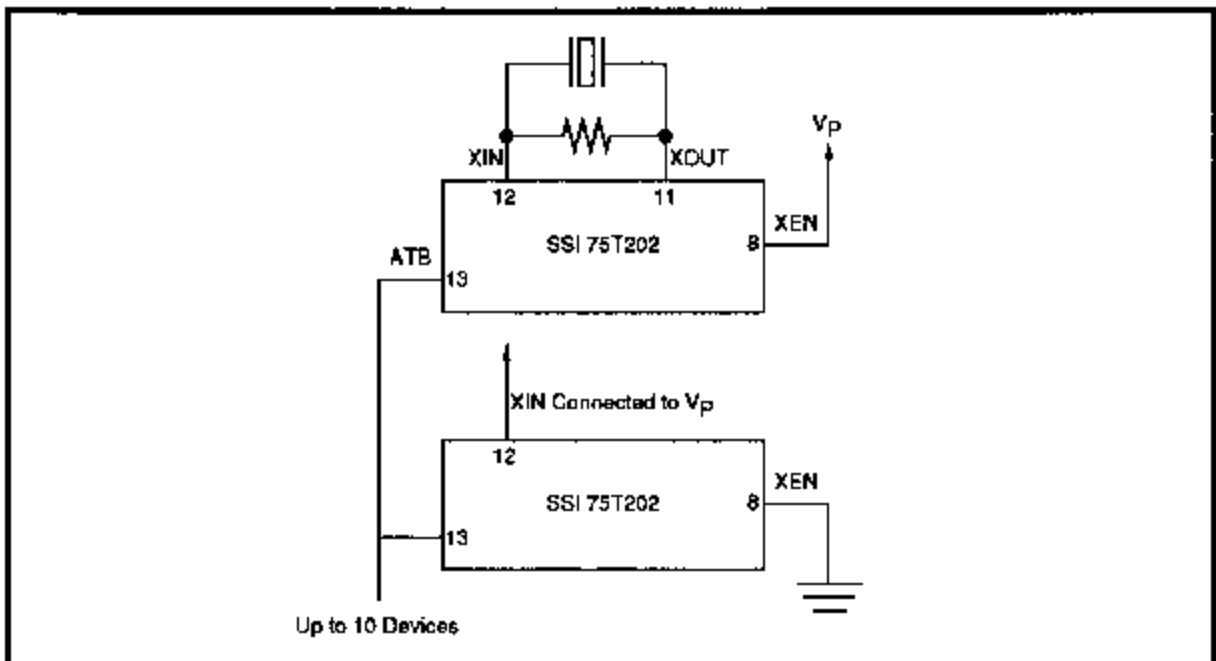 XIN
XOUT
VP
12
11
XEN
SSI 75T202
8
ATB
13
XIN Connected to VP
12
XEN
SSI 75T202
8
13
Up to 10 Devices